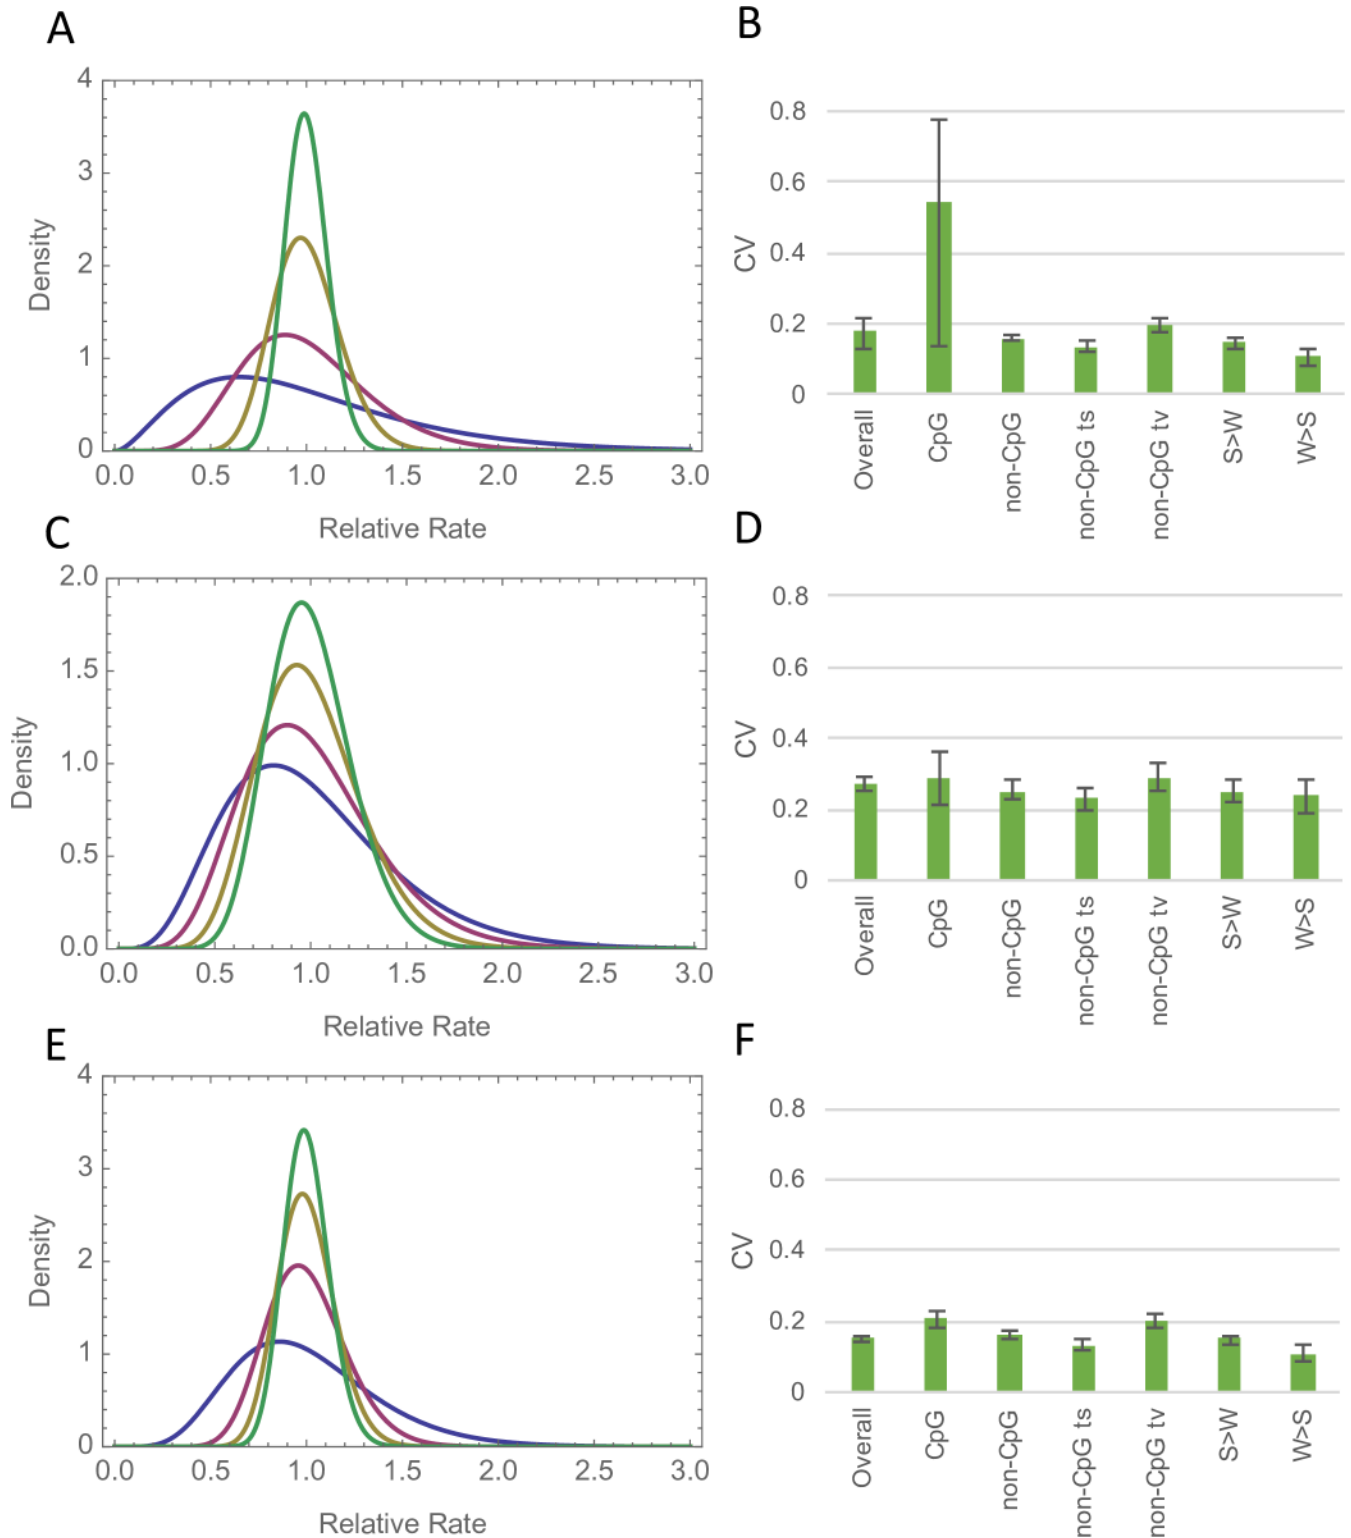 A
4
3
2
1
0
Density
0.0 0.5 1.0 1.5 2.0 2.5 3.0
Relative Rate
B
0.8
0.6
0.4
0.2
0
CV
Overall
CpG
non-CpG
non-CpG ts
non-CpG tv
S>W
W>S
C
2.0
1.5
1.0
0.5
0.0
Density
0.0 0.5 1.0 1.5 2.0 2.5 3.0
Relative Rate
D
0.8
0.6
0.4
0.2
0
CV
Overall
CpG
non-CpG
non-CpG ts
non-CpG tv
S>W
W>S
E
4
3
2
1
0
Density
0.0 0.5 1.0 1.5 2.0 2.5 3.0
Relative Rate
F
0.8
0.6
0.4
0.2
0
CV
Overall
CpG
non-CpG
non-CpG ts
non-CpG tv
S>W
W>S